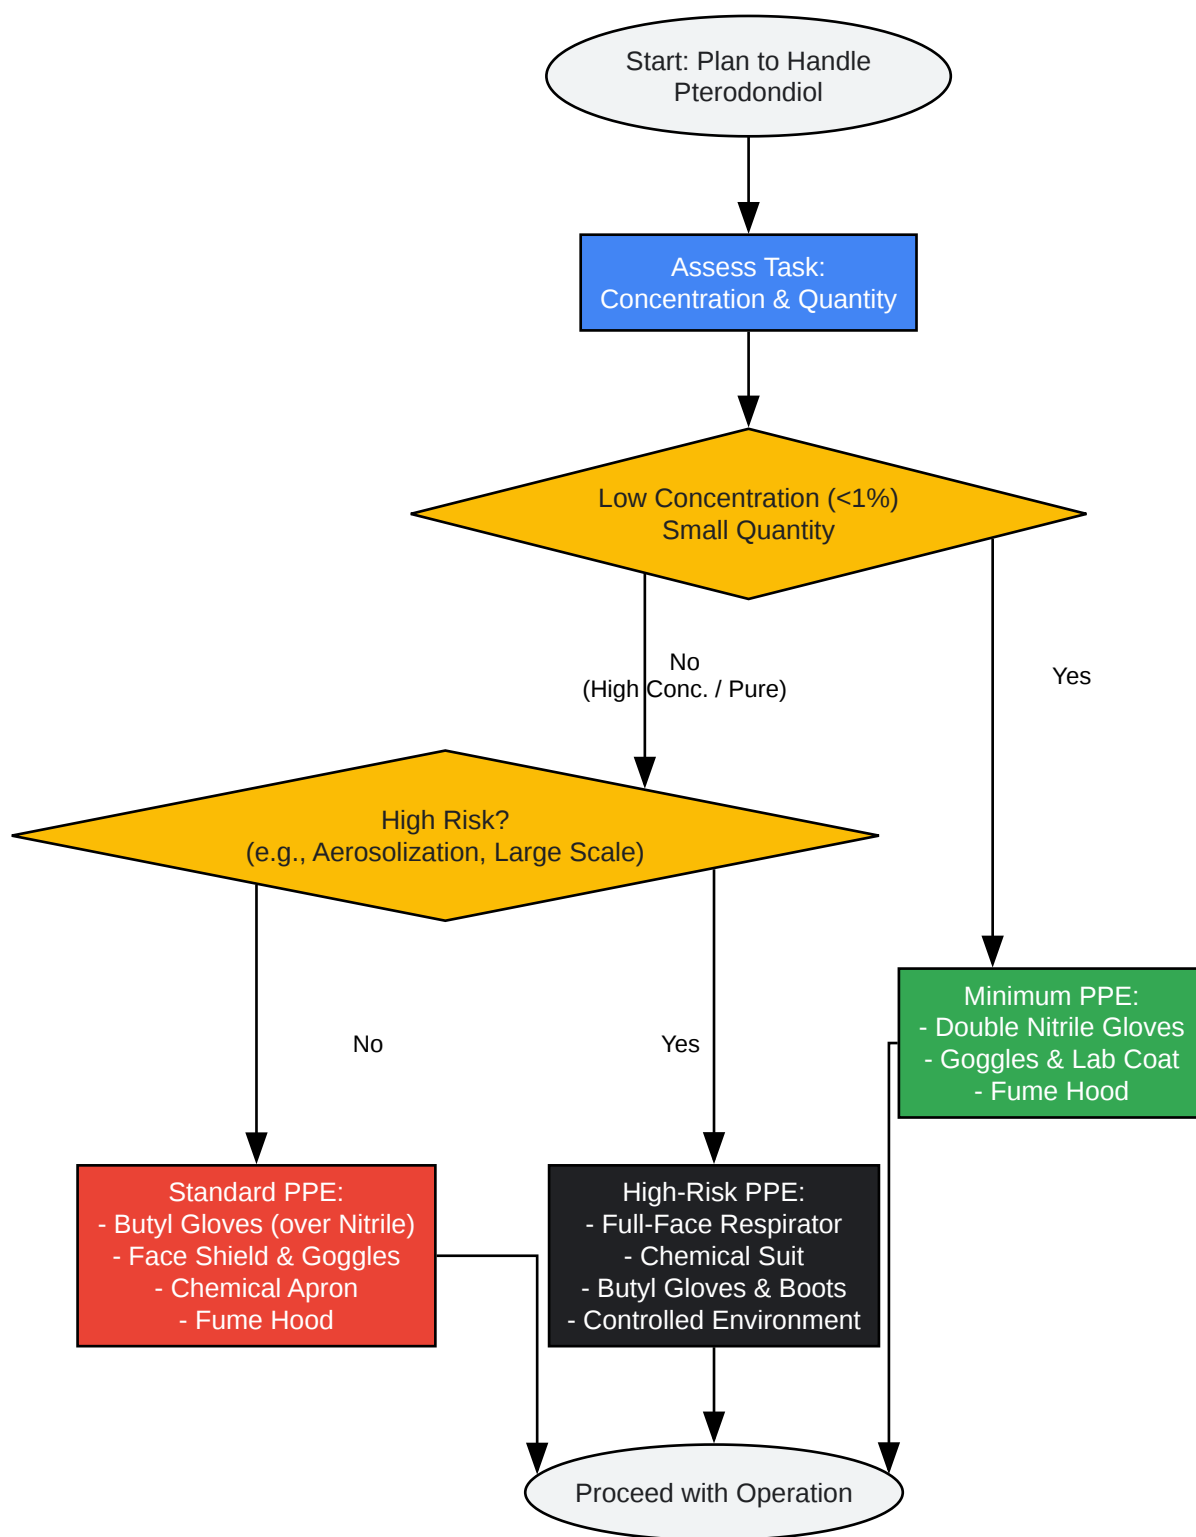 Start: Plan to Handle
Pterodondiol
Assess Task:
Concentration & Quantity
Low Concentration (<1%)
Small Quantity
No
(High Conc. / Pure)
Yes
High Risk?
(e.g., Aerosolization, Large Scale)
No
Yes
Minimum PPE:
- Double Nitrile Gloves
- Goggles & Lab Coat
- Fume Hood
Standard PPE:
- Butyl Gloves (over Nitrile)
- Face Shield & Goggles
- Chemical Apron
- Fume Hood
High-Risk PPE:
- Full-Face Respirator
- Chemical Suit
- Butyl Gloves & Boots
- Controlled Environment
Proceed with Operation